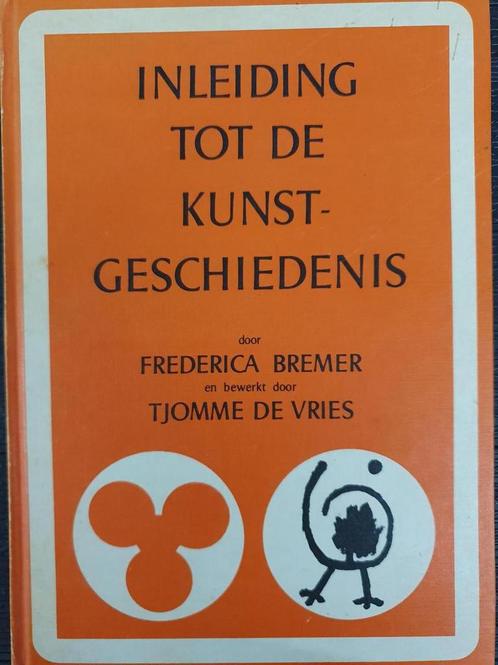 INLEIDING
TOT DE
KUNST-
GESCHIEDENIS
door
FREDERICA BREMER
en bewerkt door
TJOMME DE VRIES